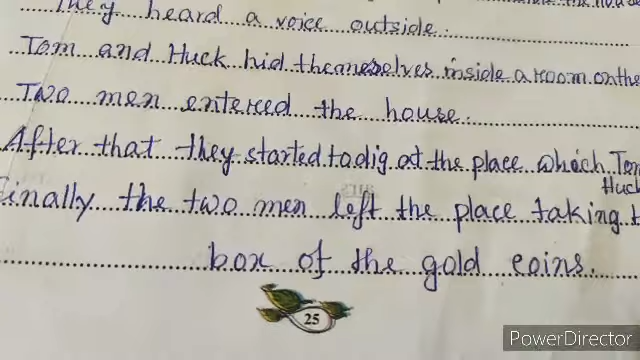 They heard a voice outside.
Tom and Huck hid themeselves inside a room on the
Two men entered the house.
After that they started to dig at the place which Tom
Huck
Finally the two men left the place taking t
box of the gold coins.
25
PowerDirector